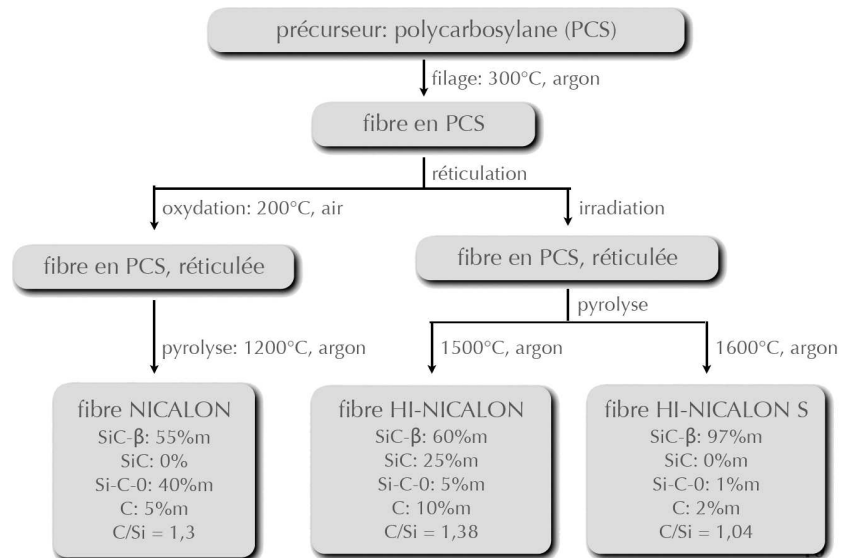 précurseur: polycarbosylane (PCS)
filage: 300°C, argon
fibre en PCS
réticulation
oxydation: 200°C, air
irradiation
fibre en PCS, réticulée
fibre en PCS, réticulée
pyrolyse
pyrolyse: 1200°C, argon
1500°C, argon
1600°C, argon
fibre NICALON
SiC-β: 55%m
SiC: 0%
Si-C-0: 40%m
C: 5%m
C/Si = 1,3
fibre HI-NICALON
SiC-β: 60%m
SiC: 25%m
Si-C-0: 5%m
C: 10%m
C/Si = 1,38
fibre HI-NICALON S
SiC-β: 97%m
SiC: 0%m
Si-C-0: 1%m
C: 2%m
C/Si = 1,04